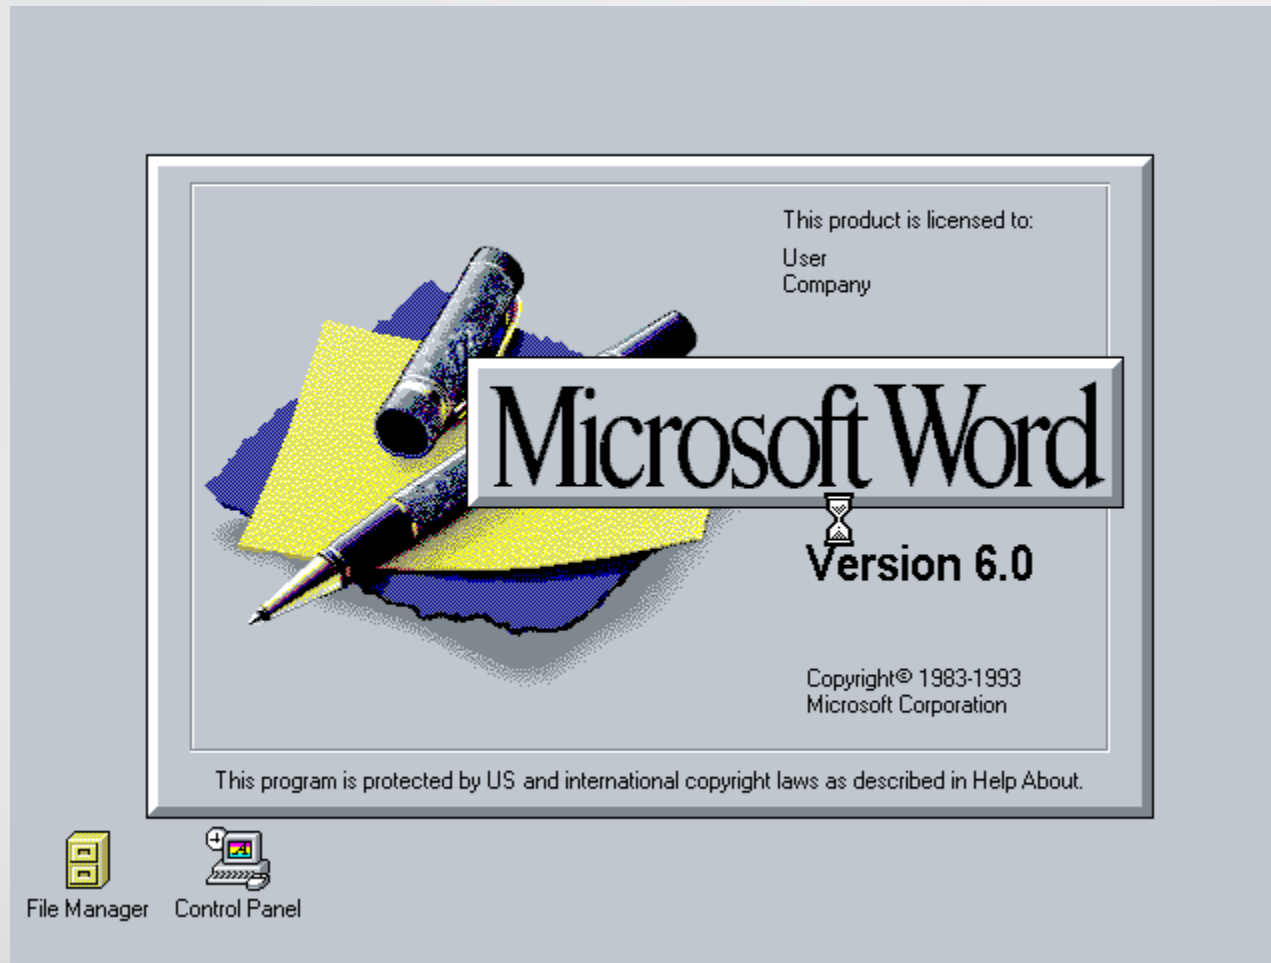 This product is licensed to:
User
Company
Microsoft Word
Version 6.0
Copyright© 1983-1993
Microsoft Corporation
This program is protected by US and international copyright laws as described in Help About.
File Manager
Control Panel